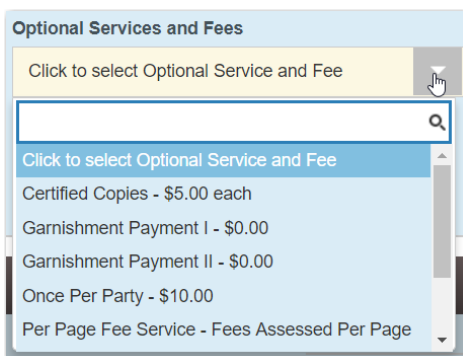 Optional Services and Fees
Click to select Optional Service and Fee
Click to select Optional Service and Fee
Certified Copies - $5.00 each
Garnishment Payment I - $0.00
Garnishment Payment II - $0.00
Once Per Party - $10.00
Per Page Fee Service - Fees Assessed Per Page